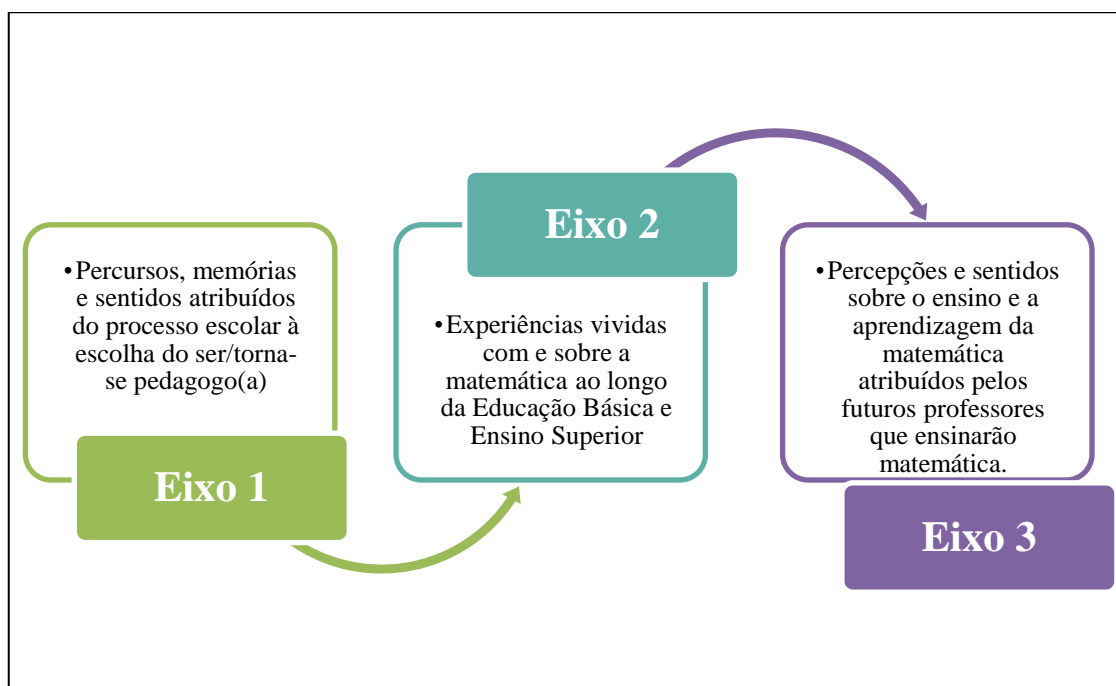 •Percursos, memórias
e sentidos atribuídos
do processo escolar à
escolha do ser/torna-
se pedagogo(a)
Eixo 1
Eixo 2
•Experiências vividas
com e sobre a
matemática ao longo
da Educação Básica e
Ensino Superior
•Percepções e sentidos
sobre o ensino e a
aprendizagem da
matemática
atribuídos pelos
futuros professores
que ensinarão
matemática.
Eixo 3